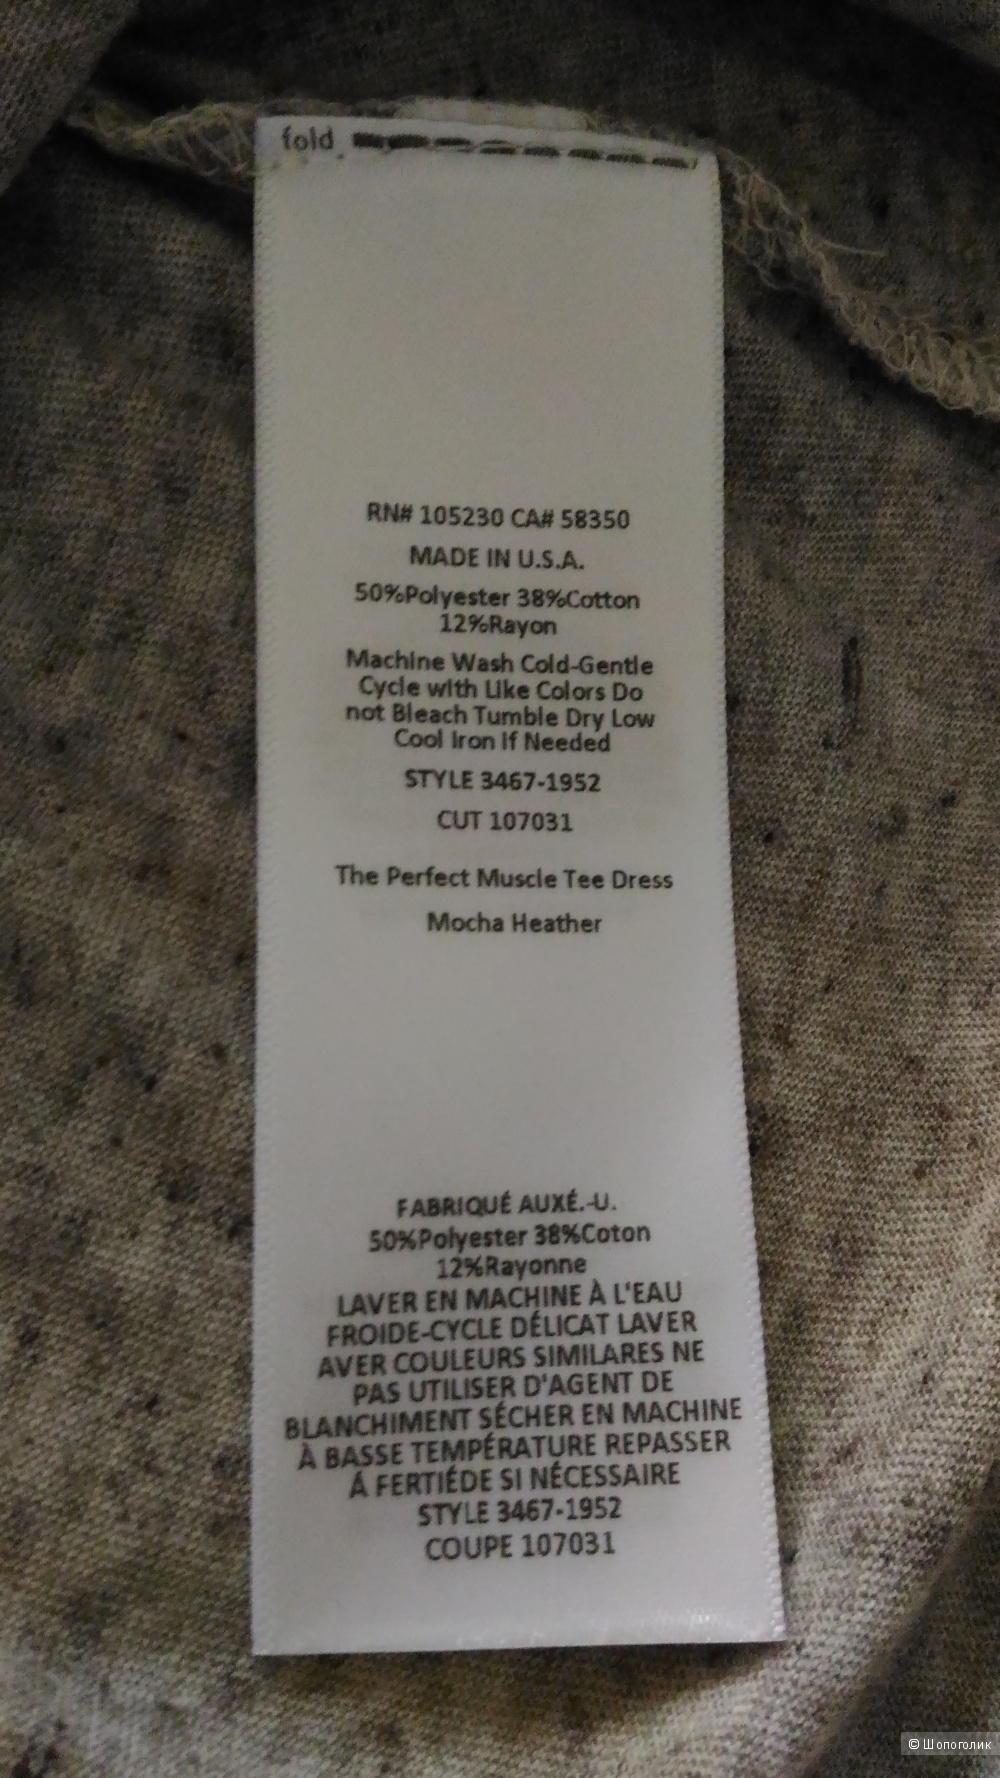 fold
RN# 105230 CA# 58350
MADE IN U.S.A.
50%Polyester 38%Cotton
12%Rayon
Machine Wash Cold-Gentle
Cycle with Like Colors Do
not Bleach Tumble Dry Low
Cool Iron If Needed
STYLE 3467-1952
CUT 107031
The Perfect Muscle Tee Dress
Mocha Heather
FABRIQUÉ AUXÉ.-U.
50%Polyester 38%Coton
12%Rayonne
LAVER EN MACHINE À L'EAU
FROIDE-CYCLE DÉLICAT LAVER
AVER COULEURS SIMILARES NE
PAS UTILISER D'AGENT DE
BLANCHIMENT SÉCHER EN MACHINE
À BASSE TEMPÉRATURE REPASSER
Á FERTIÉDE SI NÉCESSAIRE
STYLE 3467-1952
COUPE 107031
© Шопоголик